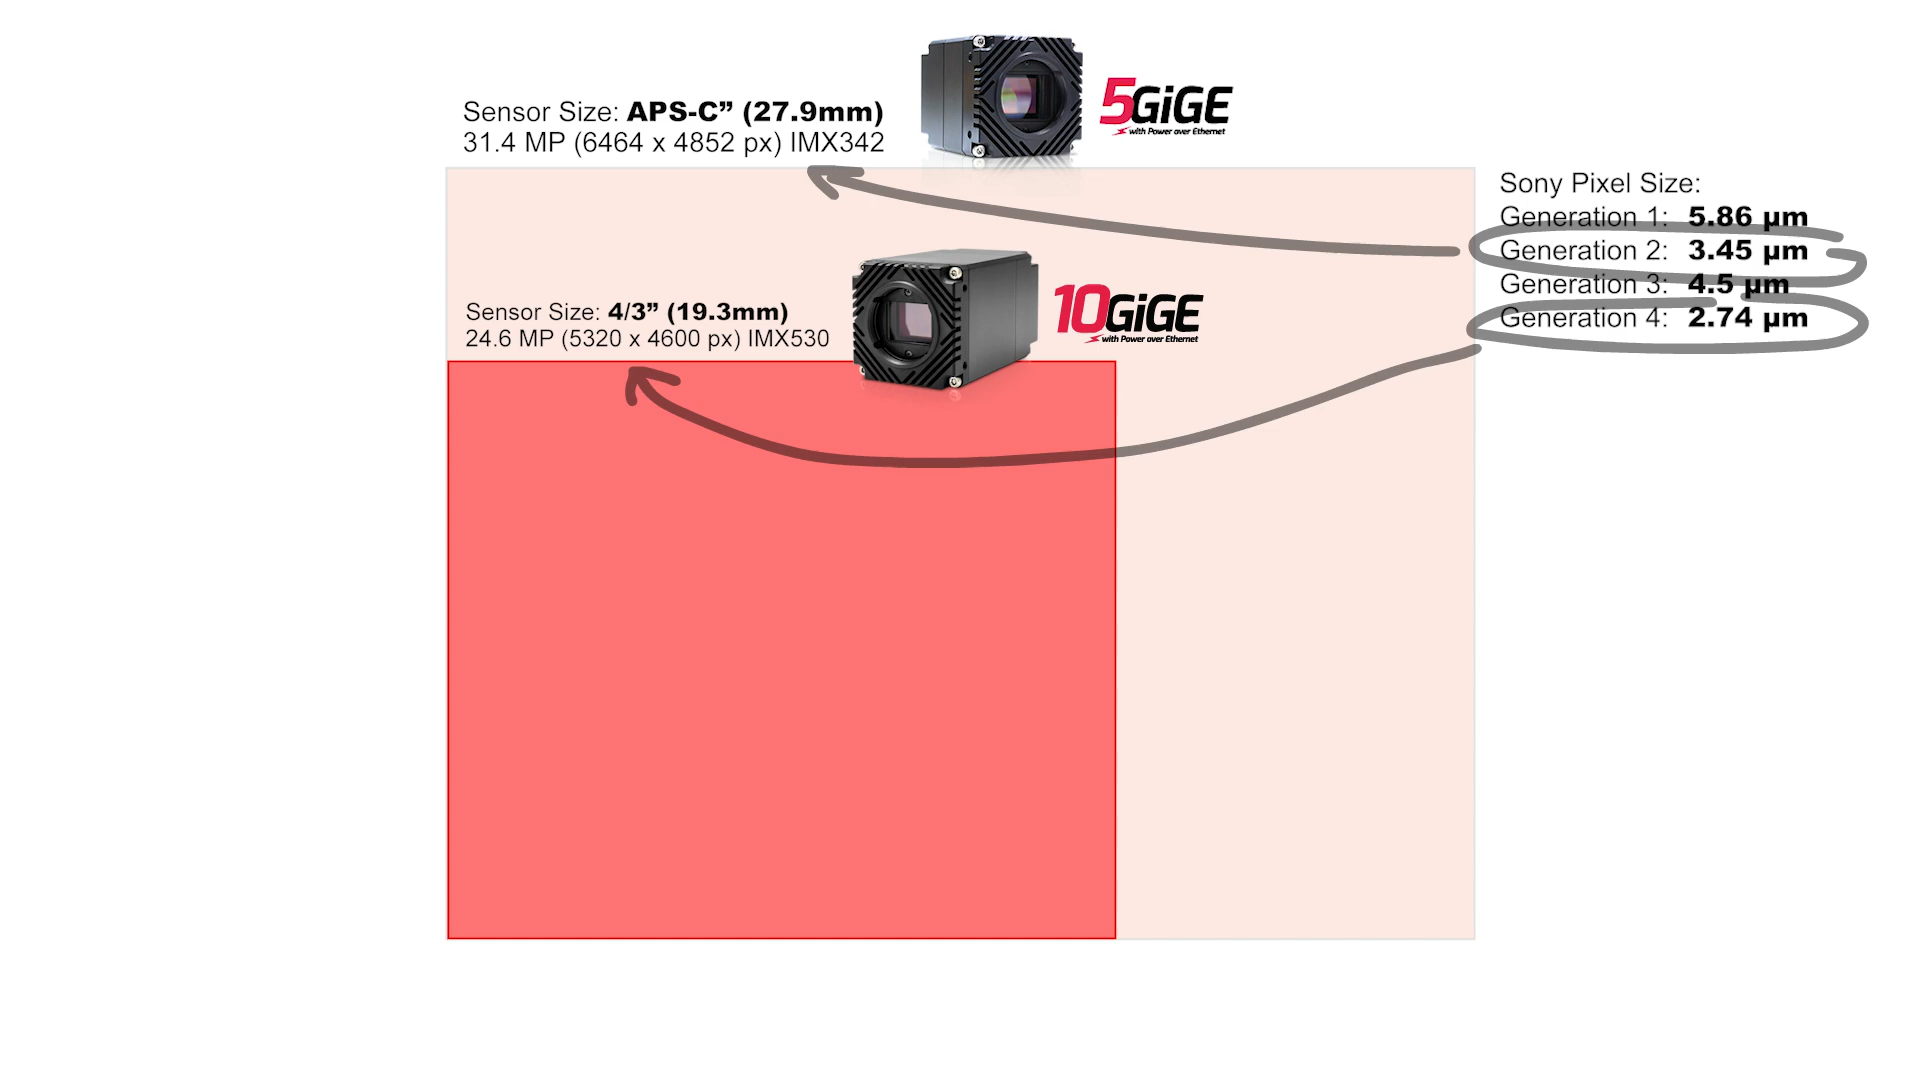 Sensor Size: APS-C” (27.9mm)
31.4 MP (6464 x 4852 px) IMX342
5GiGE
with Power over Ethernet
Sony Pixel Size:
Generation 1: 5.86 µm
Generation 2: 3.45 µm
Generation 3: 4.5 µm
Generation 4: 2.74 µm
Sensor Size: 4/3” (19.3mm)
24.6 MP (5320 x 4600 px) IMX530
10GiGE
with Power over Ethernet